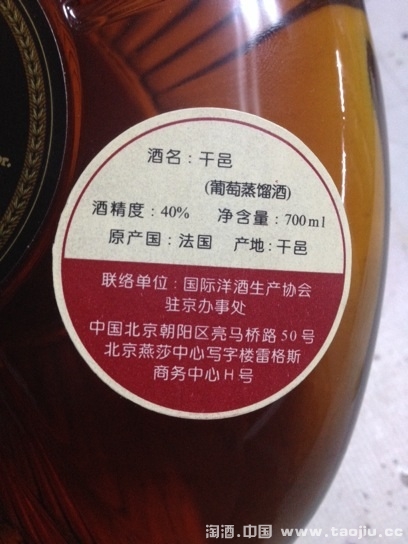 酒名：干邑
(葡萄蒸馏酒)
酒精度：40% 净含量：700ml
原产国：法国 产地：干邑
联络单位：国际洋酒生产协会
驻京办事处
中国北京朝阳区亮马桥路50号
北京燕莎中心写字楼雷格斯
商务中心H号
淘酒.中国 www.taojiu.cc